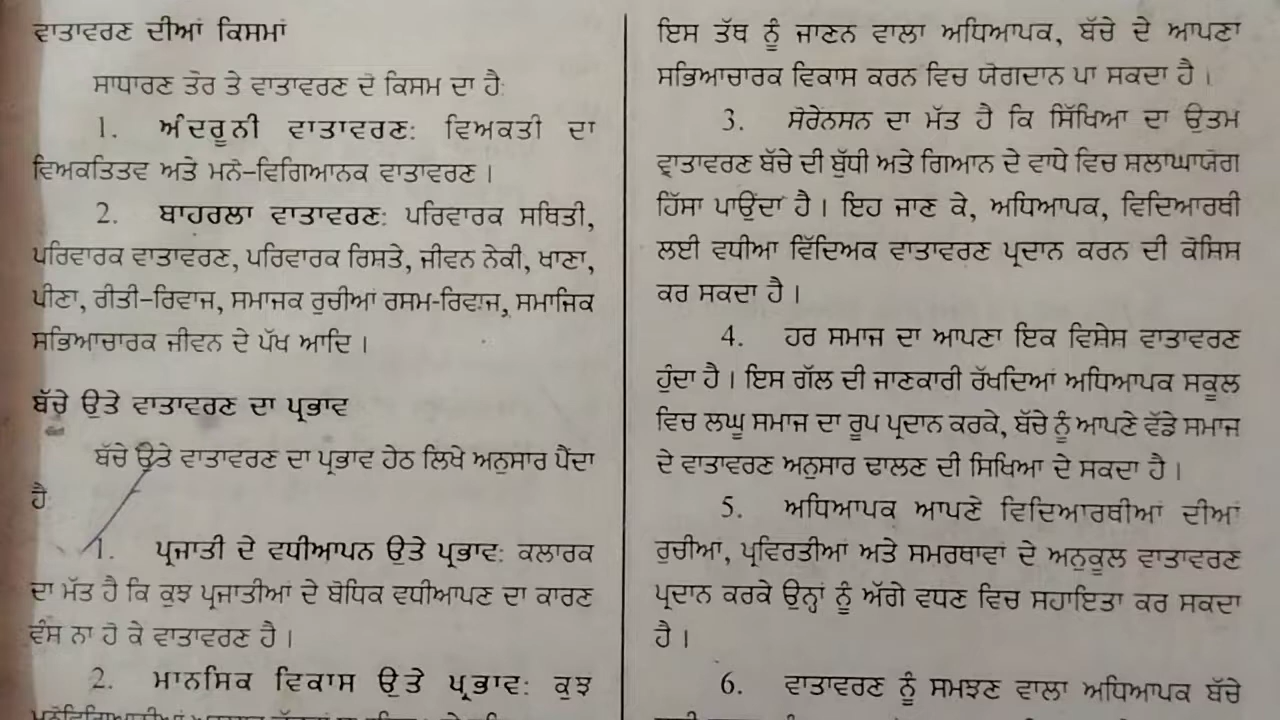 ਵਾਤਾਵਰਣ ਦੀਆਂ ਕਿਸਮਾਂ
ਸਾਧਾਰਣ ਤੌਰ ਤੇ ਵਾਤਾਵਰਣ ਦੋ ਕਿਸਮ ਦਾ ਹੈ:
1. ਅੰਦਰੂਨੀ ਵਾਤਾਵਰਣ: ਵਿਅਕਤੀ ਦਾ
ਵਿਅਕਤਿਤਵ ਅਤੇ ਮਨੋ-ਵਿਗਿਆਨਕ ਵਾਤਾਵਰਣ।
2. ਬਾਹਰਲਾ ਵਾਤਾਵਰਣ: ਪਰਿਵਾਰਕ ਸਥਿਤੀ,
ਪਰਿਵਾਰਕ ਵਾਤਾਵਰਣ, ਪਰਿਵਾਰਕ ਰਿਸ਼ਤੇ, ਜੀਵਨ ਨੇਕੀ, ਖਾਣਾ,
ਪੀਣਾ, ਰੀਤੀ-ਰਿਵਾਜ, ਸਮਾਜਕ ਰੁਚੀਆਂ ਰਸਮ-ਰਿਵਾਜ, ਸਮਾਜਿਕ
ਸਭਿਆਚਾਰਕ ਜੀਵਨ ਦੇ ਪੱਖ ਆਦਿ।
ਬੱਚੇ ਉਤੇ ਵਾਤਾਵਰਣ ਦਾ ਪ੍ਰਭਾਵ
ਬੱਚੇ ਉਤੇ ਵਾਤਾਵਰਣ ਦਾ ਪ੍ਰਭਾਵ ਹੇਠ ਲਿਖੇ ਅਨੁਸਾਰ ਪੈਂਦਾ
ਹੈ:
1. ਪ੍ਰਜਾਤੀ ਦੇ ਵਧੀਆਪਨ ਉਤੇ ਪ੍ਰਭਾਵ: ਕਲਾਰਕ
ਦਾ ਮੱਤ ਹੈ ਕਿ ਕੁਝ ਪ੍ਰਜਾਤੀਆਂ ਦੇ ਬੋਧਿਕ ਵਧੀਆਪਣ ਦਾ ਕਾਰਣ
ਵੰਸ਼ ਨਾ ਹੋ ਕੇ ਵਾਤਾਵਰਣ ਹੈ।
2. ਮਾਨਸਿਕ ਵਿਕਾਸ ਉਤੇ ਪ੍ਰਭਾਵ: ਕੁਝ
ਇਸ ਤੱਥ ਨੂੰ ਜਾਣਨ ਵਾਲਾ ਅਧਿਆਪਕ, ਬੱਚੇ ਦੇ ਆਪਣਾ
ਸਭਿਆਚਾਰਕ ਵਿਕਾਸ ਕਰਨ ਵਿਚ ਯੋਗਦਾਨ ਪਾ ਸਕਦਾ ਹੈ।
3. ਸੋਰੇਨਸਨ ਦਾ ਮੱਤ ਹੈ ਕਿ ਸਿੱਖਿਆ ਦਾ ਉਤਮ
ਵਾਤਾਵਰਣ ਬੱਚੇ ਦੀ ਬੁੱਧੀ ਅਤੇ ਗਿਆਨ ਦੇ ਵਾਧੇ ਵਿਚ ਸ਼ਲਾਘਾਯੋਗ
ਹਿੱਸਾ ਪਾਉਂਦਾ ਹੈ। ਇਹ ਜਾਣ ਕੇ, ਅਧਿਆਪਕ, ਵਿਦਿਆਰਥੀ
ਲਈ ਵਧੀਆ ਵਿੱਦਿਅਕ ਵਾਤਾਵਰਣ ਪ੍ਰਦਾਨ ਕਰਨ ਦੀ ਕੋਸ਼ਿਸ਼
ਕਰ ਸਕਦਾ ਹੈ।
4. ਹਰ ਸਮਾਜ ਦਾ ਆਪਣਾ ਇਕ ਵਿਸ਼ੇਸ਼ ਵਾਤਾਵਰਣ
ਹੁੰਦਾ ਹੈ। ਇਸ ਗੱਲ ਦੀ ਜਾਣਕਾਰੀ ਰੱਖਦਿਆਂ ਅਧਿਆਪਕ ਸਕੂਲ
ਵਿਚ ਲਘੂ ਸਮਾਜ ਦਾ ਰੂਪ ਪ੍ਰਦਾਨ ਕਰਕੇ, ਬੱਚੇ ਨੂੰ ਆਪਣੇ ਵੱਡੇ ਸਮਾਜ
ਦੇ ਵਾਤਾਵਰਣ ਅਨੁਸਾਰ ਢਾਲਣ ਦੀ ਸਿਖਿਆ ਦੇ ਸਕਦਾ ਹੈ।
5. ਅਧਿਆਪਕ ਆਪਣੇ ਵਿਦਿਆਰਥੀਆਂ ਦੀਆਂ
ਰੁਚੀਆਂ, ਪ੍ਰਵਿਰਤੀਆਂ ਅਤੇ ਸਮਰਥਾਵਾਂ ਦੇ ਅਨੁਕੂਲ ਵਾਤਾਵਰਣ
ਪ੍ਰਦਾਨ ਕਰਕੇ ਉਨ੍ਹਾਂ ਨੂੰ ਅੱਗੇ ਵਧਣ ਵਿਚ ਸਹਾਇਤਾ ਕਰ ਸਕਦਾ
ਹੈ।
6. ਵਾਤਾਵਰਣ ਨੂੰ ਸਮਝਣ ਵਾਲਾ ਅਧਿਆਪਕ ਬੱਚੇ